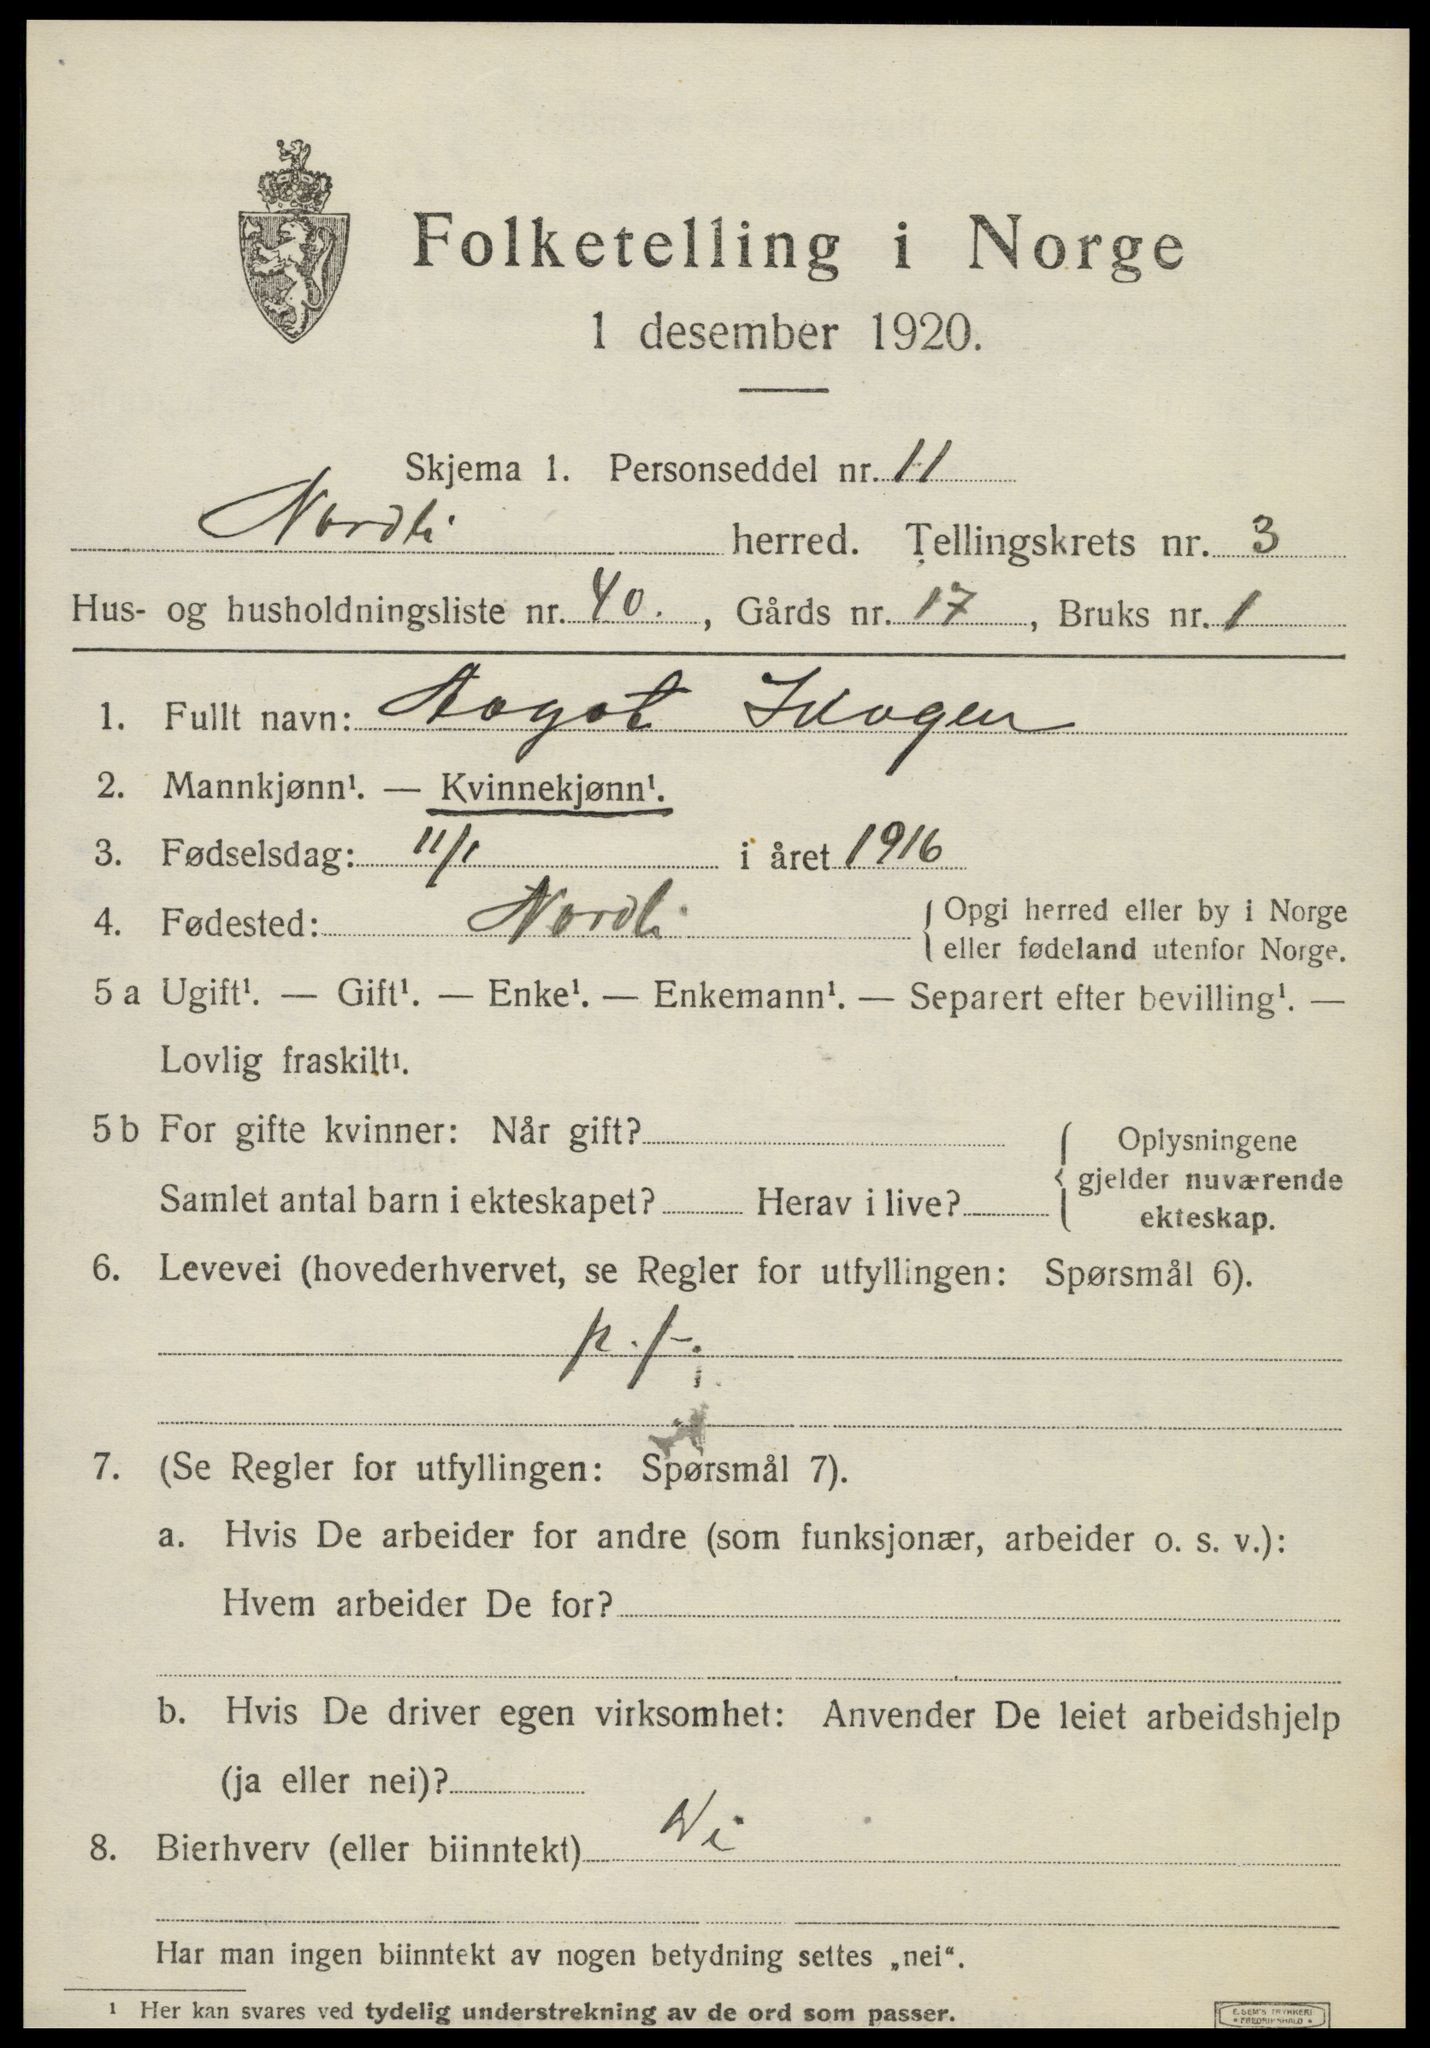 Folketelling i Norge
1 desember 1920.
Skjema 1. Personseddel nr. 11
Nordli herred. Tellingskrets nr. 3
Hus- og husholdningsliste nr. 40. , Gårds nr. 17 , Bruks nr. 1
1. Fullt navn: Aagot Skogen
2. Mannkjønn¹. — Kvinnekjønn¹.
3. Fødselsdag: 11/1 i året 1916
4. Fødested: Nordli { Opgi herred eller by i Norge
eller fødeland utenfor Norge.
5 a Ugift¹. — Gift¹. — Enke¹. — Enkemann¹. — Separert efter bevilling¹. —
Lovlig fraskilt¹.
5 b For gifte kvinner: Når gift?
Samlet antal barn i ekteskapet? Herav i live?
{ Oplysningene
gjelder nuværende
ekteskap.
6. Levevei (hovederhvervet, se Regler for utfyllingen: Spørsmål 6).
p. f.
7. (Se Regler for utfyllingen: Spørsmål 7).
a. Hvis De arbeider for andre (som funksjonær, arbeider o. s. v.):
Hvem arbeider De for?
b. Hvis De driver egen virksomhet: Anvender De leiet arbeidshjelp
(ja eller nei)?
8. Bierhverv (eller biinntekt)
Har man ingen biinntekt av nogen betydning settes „nei“.
¹ Her kan svares ved tydelig understrekning av de ord som passer.
E. SEM'S TRYKKERI
* FREDRIKSHALD *